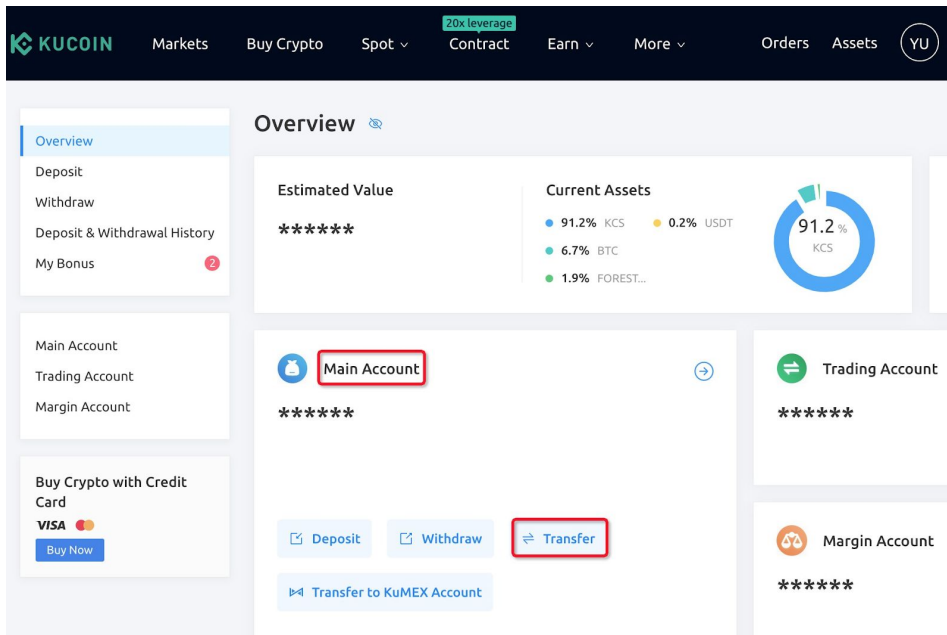 20x leverage
KUCOIN Markets Buy Crypto Spot Contract Earn More Orders Assets YU
Overview
Deposit
Withdraw
Deposit & Withdrawal History
My Bonus 2
Main Account
Trading Account
Margin Account
Buy Crypto with Credit
Card
VISA
Buy Now
Overview
Estimated Value
******
Current Assets
91.2% KCS 0.2% USDT
6.7% BTC
1.9% FOREST...
91.2 %
KCS
Main Account
******
Deposit Withdraw Transfer
Transfer to KuMEX Account
Trading Account
******
Margin Account
******